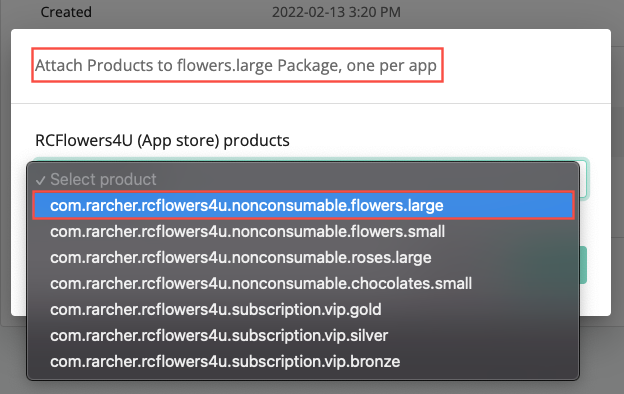 Created 2022-02-13 3:20 PM
Attach Products to flowers.large Package, one per app
RCFlowers4U (App store) products
✓ Select product
com.rarcher.rcflowers4u.nonconsumable.flowers.large
com.rarcher.rcflowers4u.nonconsumable.flowers.small
com.rarcher.rcflowers4u.nonconsumable.roses.large
com.rarcher.rcflowers4u.nonconsumable.chocolates.small
com.rarcher.rcflowers4u.subscription.vip.gold
com.rarcher.rcflowers4u.subscription.vip.silver
com.rarcher.rcflowers4u.subscription.vip.bronze